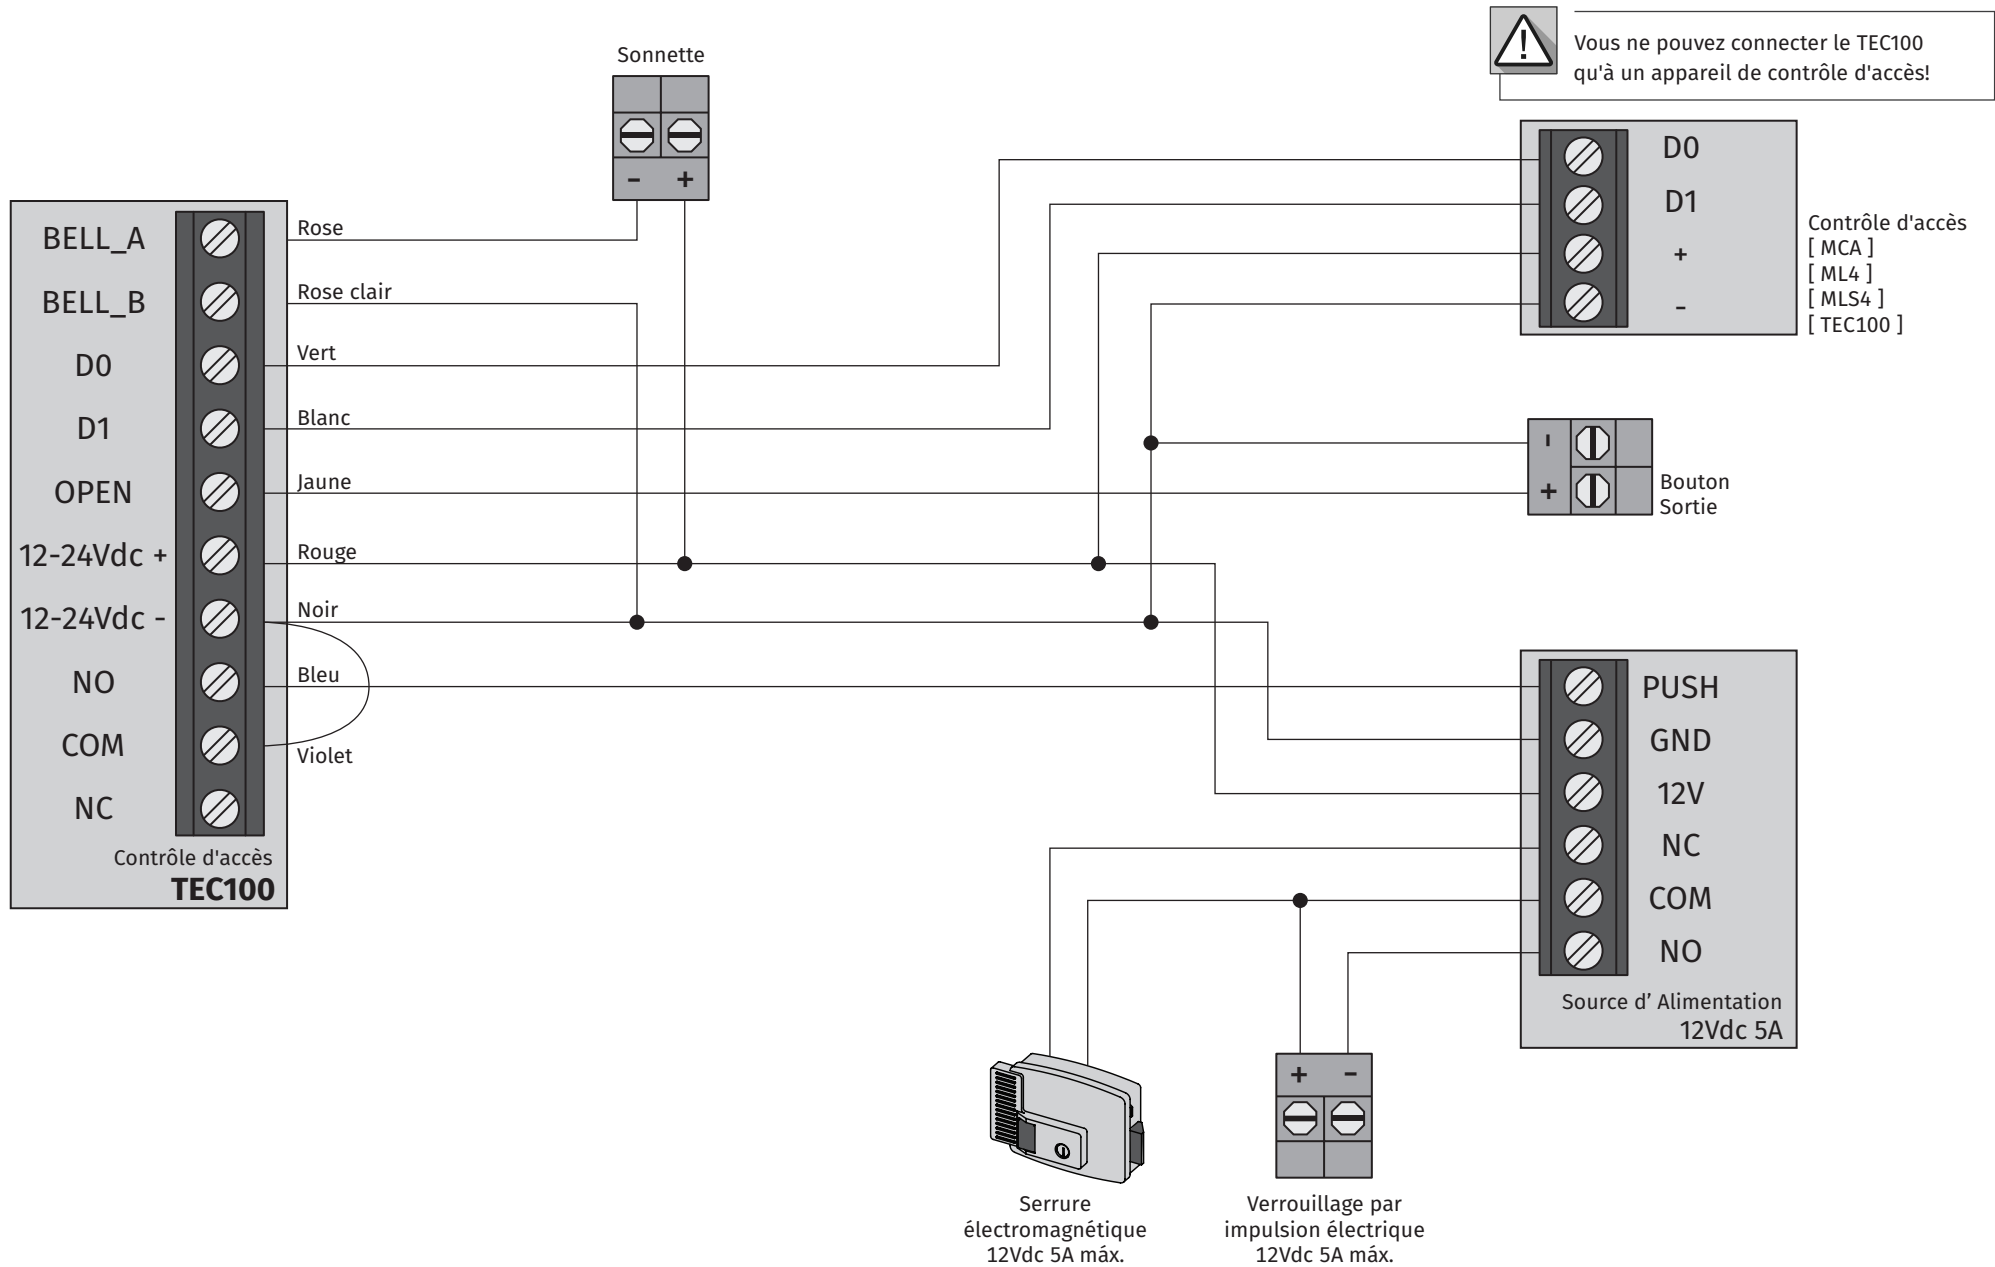 Vous ne pouvez connecter le TEC100
qu'à un appareil de contrôle d'accès!
Sonnette
- +
BELL_A
BELL_B
D0
D1
OPEN
12-24Vdc +
12-24Vdc -
NO
COM
NC
Contrôle d'accès
TEC100
Rose
Rose clair
Vert
Blanc
Jaune
Rouge
Noir
Bleu
Violet
D0
D1
+
-
Contrôle d'accès
[ MCA ]
[ ML4 ]
[ MLS4 ]
[ TEC100 ]
-
+
Bouton
Sortie
PUSH
GND
12V
NC
COM
NO
Source d’ Alimentation
12Vdc 5A
+ -
Serrure
électromagnétique
12Vdc 5A máx.
Verrouillage par
impulsion électrique
12Vdc 5A máx.